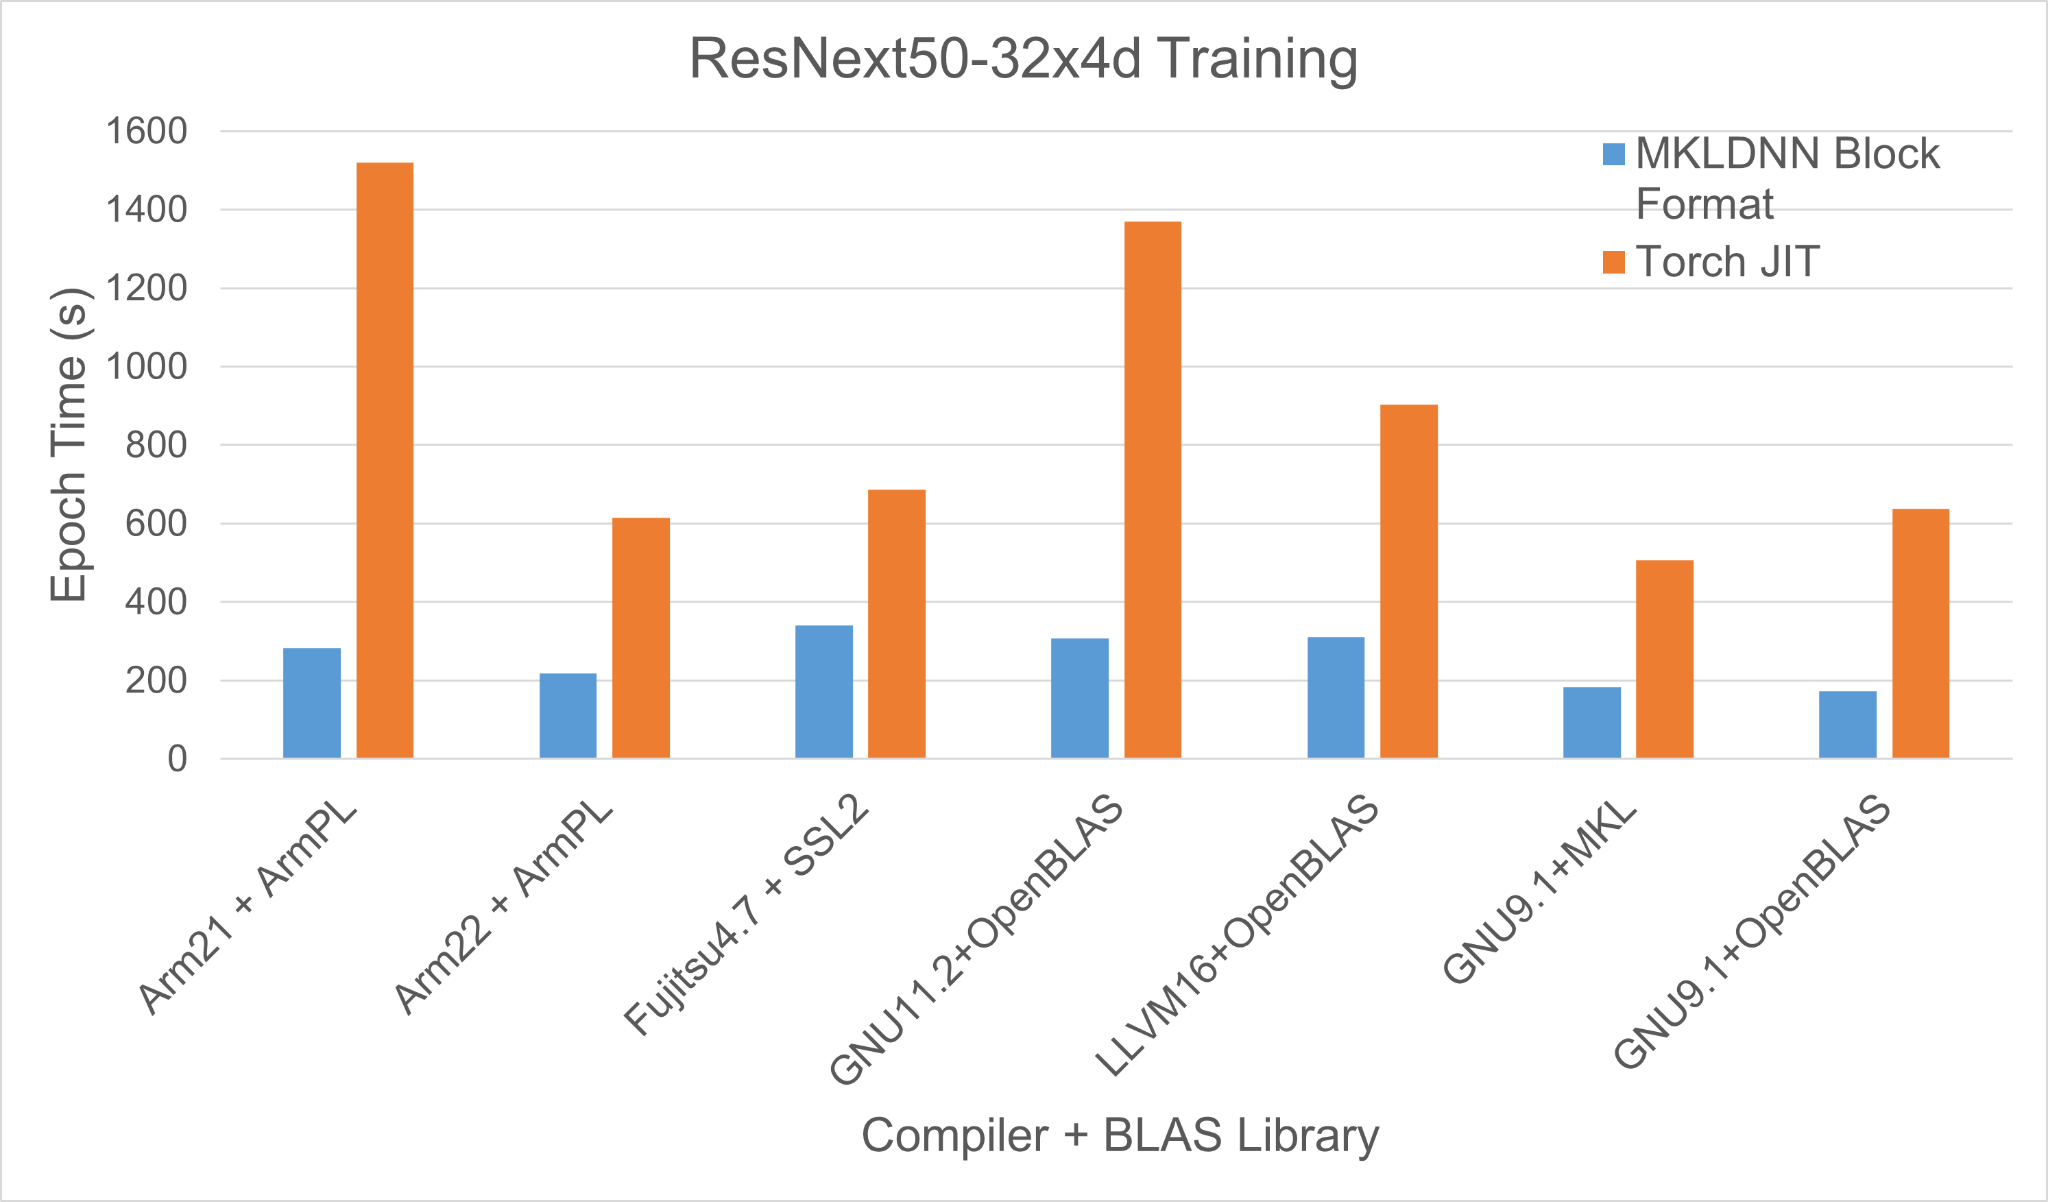 ResNext50-32x4d Training
1600
1400
1200
1000
800
600
400
200
0
Epoch Time (s)
MKLDNN Block
Format
Torch JIT
Arm21 + ArmPL
Arm22 + ArmPL
Fujitsu4.7 + SSL2
GNU11.2+OpenBLAS
LLVM16+OpenBLAS
GNU9.1+MKL
GNU9.1+OpenBLAS
Compiler + BLAS Library